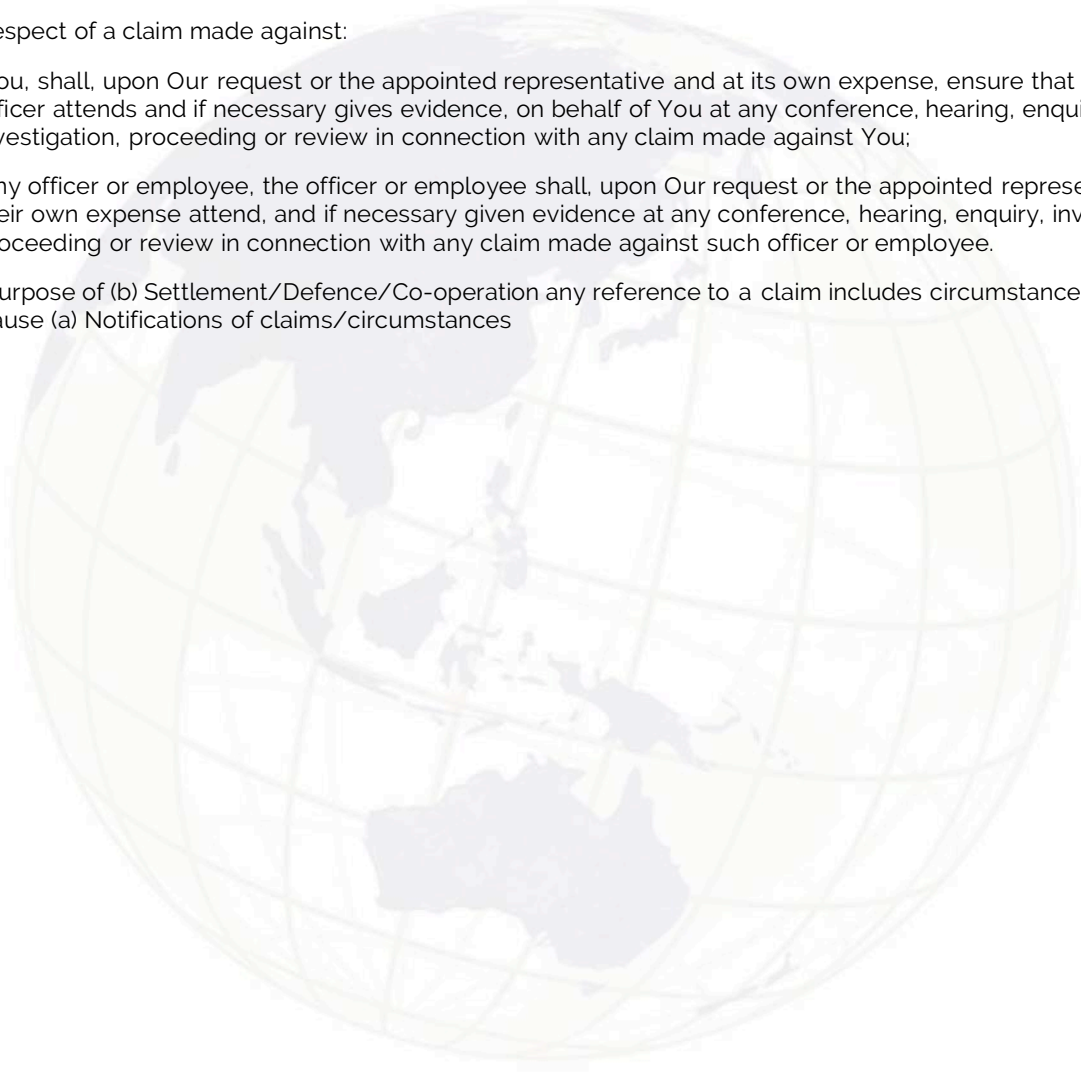 espect of a claim made against:
ou, shall, upon Our request or the appointed representative and at its own expense, ensure that
ficer attends and if necessary gives evidence, on behalf of You at any conference, hearing, enqui
vestigation, proceeding or review in connection with any claim made against You;
ny officer or employee, the officer or employee shall, upon Our request or the appointed represe
eir own expense attend, and if necessary given evidence at any conference, hearing, enquiry, inv
oceeding or review in connection with any claim made against such officer or employee.
urpose of (b) Settlement/Defence/Co-operation any reference to a claim includes circumstance
ause (a) Notifications of claims/circumstances